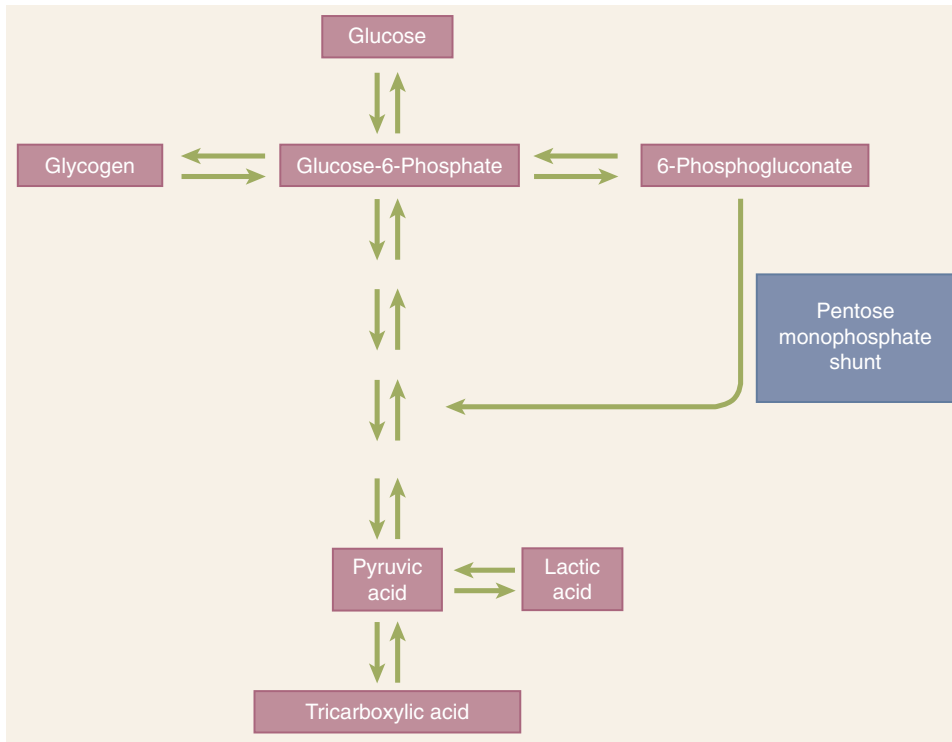 Glucose
Glycogen
Glucose-6-Phosphate
6-Phosphogluconate
Pentose
monophosphate
shunt
Pyruvic
acid
Lactic
acid
Tricarboxylic acid